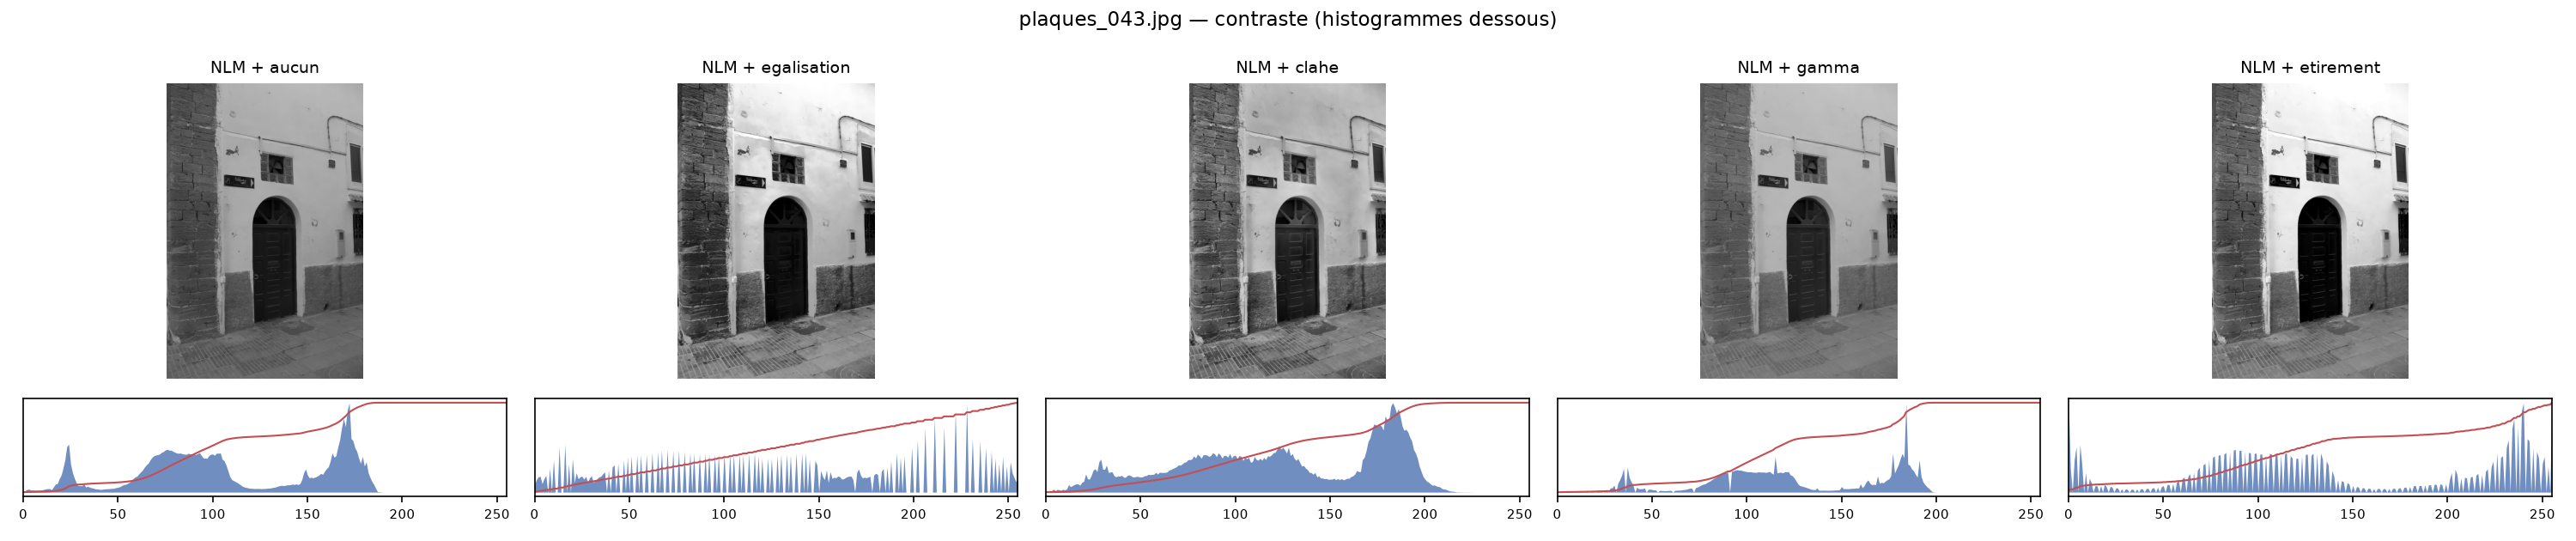 plaques_043.jpg — contraste (histogrammes dessous)
NLM + aucun
NLM + egalisation
NLM + clahe
NLM + gamma
NLM + etirement
0 50 100 150 200 250
0 50 100 150 200 250
0 50 100 150 200 250
0 50 100 150 200 250
0 50 100 150 200 250